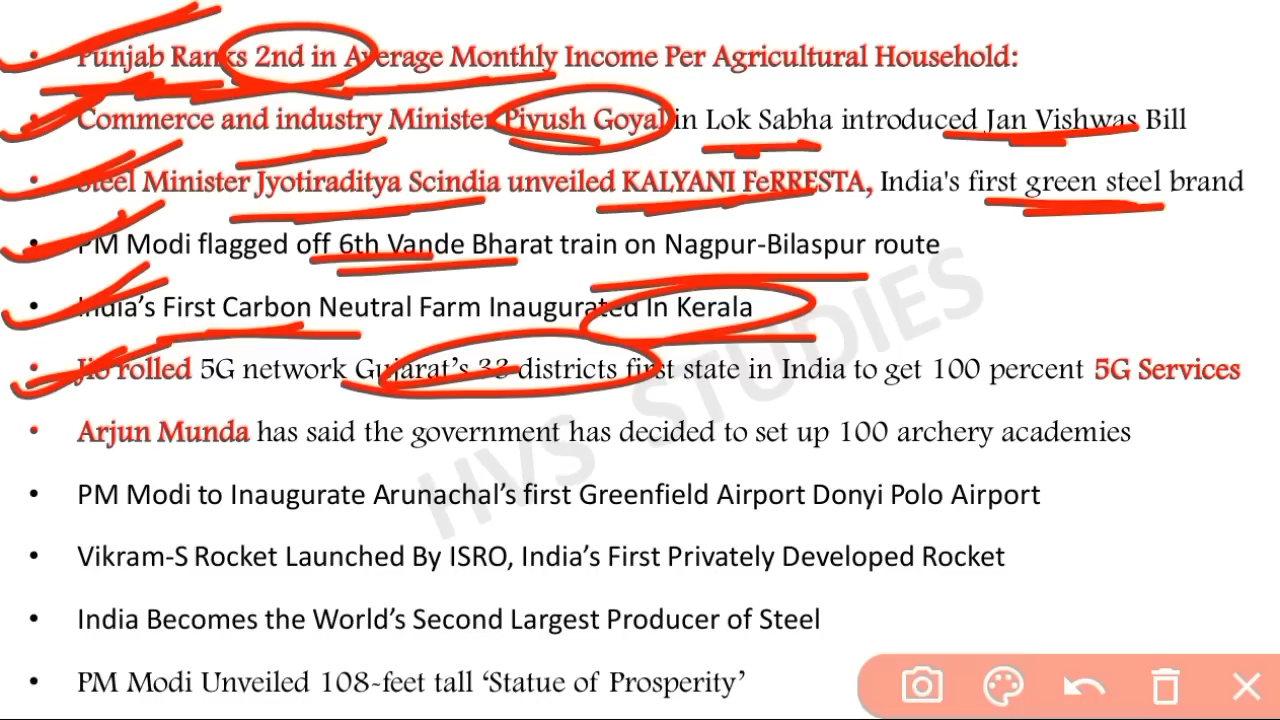 • Punjab Ranks 2nd in Average Monthly Income Per Agricultural Household:
• Commerce and industry Minister Piyush Goyal in Lok Sabha introduced Jan Vishwas Bill
• Steel Minister Jyotiraditya Scindia unveiled KALYANI FeRRESTA, India's first green steel brand
• PM Modi flagged off 6th Vande Bharat train on Nagpur-Bilaspur route
• India’s First Carbon Neutral Farm Inaugurated In Kerala
• Jio rolled 5G network Gujarat’s 33 districts first state in India to get 100 percent 5G Services
• Arjun Munda has said the government has decided to set up 100 archery academies
• PM Modi to Inaugurate Arunachal’s first Greenfield Airport Donyi Polo Airport
• Vikram-S Rocket Launched By ISRO, India’s First Privately Developed Rocket
• India Becomes the World’s Second Largest Producer of Steel
• PM Modi Unveiled 108-feet tall ‘Statue of Prosperity’
HVS STUDIES